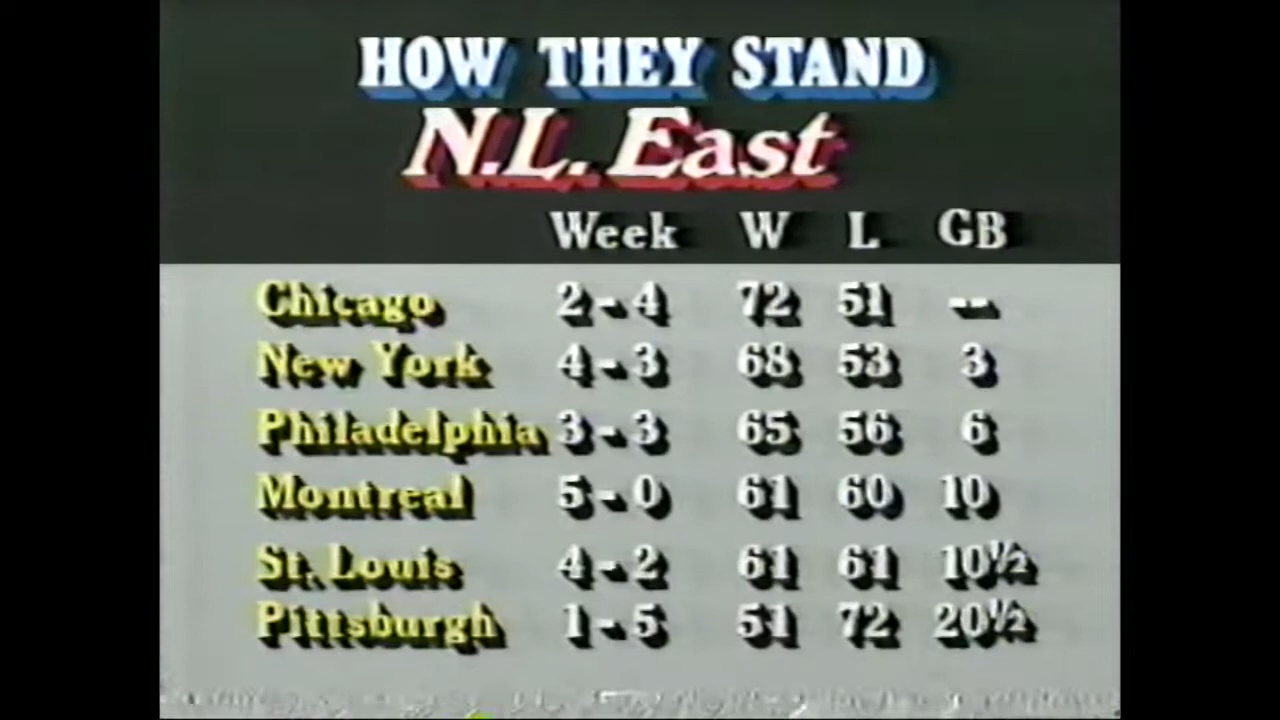 HOW THEY STAND
N.L. East
Week W L GB
Chicago 2-4 72 51 --
New York 4-3 68 53 3
Philadelphia 3-3 65 56 6
Montreal 5-0 61 60 10
St. Louis 4-2 61 61 10½
Pittsburgh 1-5 51 72 20½